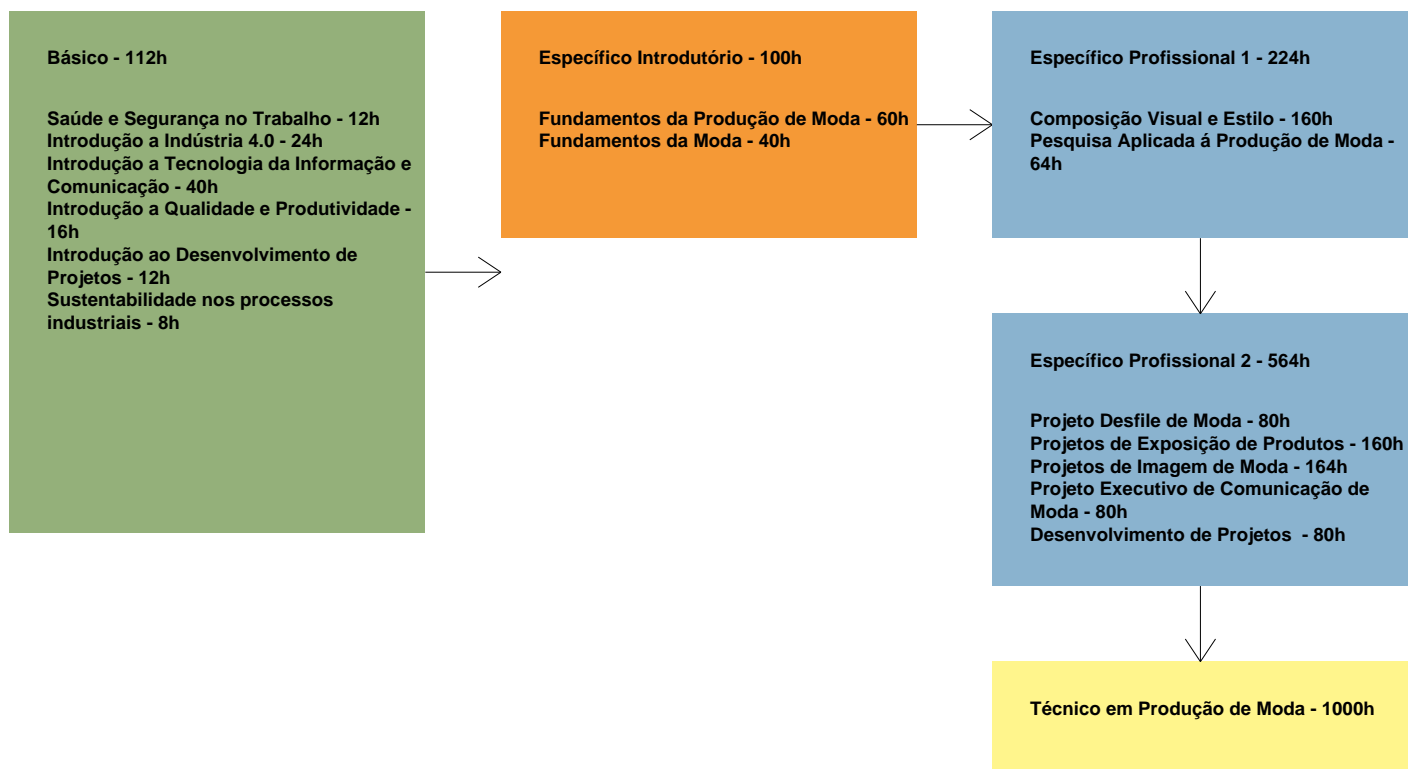 Básico - 112h
Saúde e Segurança no Trabalho - 12h
Introdução a Indústria 4.0 - 24h
Introdução a Tecnologia da Informação e
Comunicação - 40h
Introdução a Qualidade e Produtividade -
16h
Introdução ao Desenvolvimento de
Projetos - 12h
Sustentabilidade nos processos
industriais - 8h
Específico Introdutório - 100h
Fundamentos da Produção de Moda - 60h
Fundamentos da Moda - 40h
Específico Profissional 1 - 224h
Composição Visual e Estilo - 160h
Pesquisa Aplicada á Produção de Moda -
64h
Específico Profissional 2 - 564h
Projeto Desfile de Moda - 80h
Projetos de Exposição de Produtos - 160h
Projetos de Imagem de Moda - 164h
Projeto Executivo de Comunicação de
Moda - 80h
Desenvolvimento de Projetos  - 80h
Técnico em Produção de Moda - 1000h